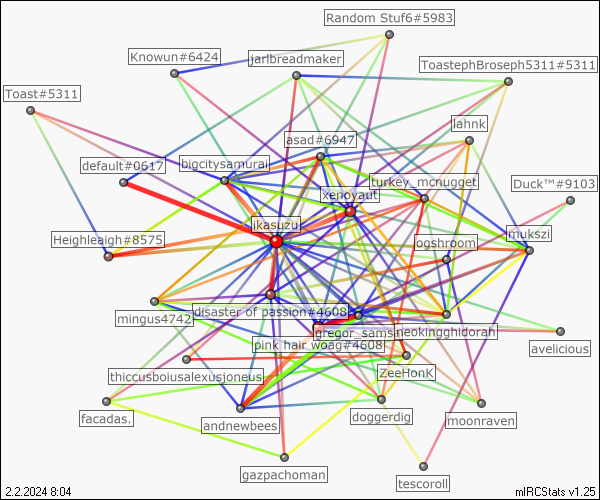 Random Stuf6#5983
Knowun#6424
jarlbreadmaker
ToastephBroseph5311#5311
Toast#5311
lahnk
asad#6947
default#0617
bigcitysamurai
turkey_mcnugget
Duck™#9103
xenoyaut
ikasuzu
Heighleigh#8575
ogshroom
mukszi
disaster of passion#4608
mingus4742
gregor_sams
neokingghidorah
pink hair woag#4608
avelicious
thiccusboiusalexusjoneus
ZeeHonK
facadas.
andnewbees
doggerdig
moonraven
gazpachoman
tescoroll
2.2.2024 8:04
mIRCStats v1.25